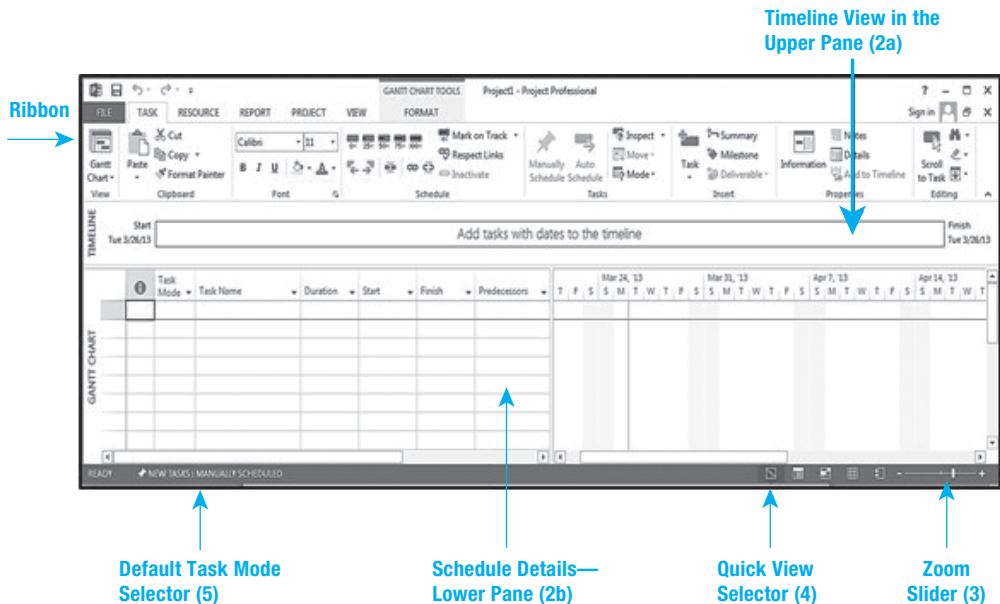 Timeline View in the
Upper Pane (2a)
Ribbon
GANTT CHART TOOLS
Project1 - Project Professional
FILE TASK RESOURCE REPORT PROJECT VIEW FORMAT
Sign in
Gantt Chart
View
Paste
Cut
Copy
Format Painter
Clipboard
Calibri 11
B I U A
Font
0% 25% 50% 75% 100%
Mark on Track
Respect Links
Inactivate
Schedule
Manually Schedule
Auto Schedule
Inspect
Move
Mode
Tasks
Task
Summary
Milestone
Deliverable
Insert
Information
Notes
Details
Add to Timeline
Properties
Scroll to Task
Editing
TIMELINE
Start
Tue 3/26/13
Add tasks with dates to the timeline
Finish
Tue 3/26/13
GANTT CHART
Task Mode Task Name Duration Start Finish Predecessors
Mar 24, '13 Mar 31, '13 Apr 7, '13 Apr 14, '13
T F S S M T W T F S S M T W T F S S M T W T F S S M T W
READY NEW TASKS : MANUALLY SCHEDULED
Default Task Mode
Selector (5)
Schedule Details—
Lower Pane (2b)
Quick View
Selector (4)
Zoom
Slider (3)